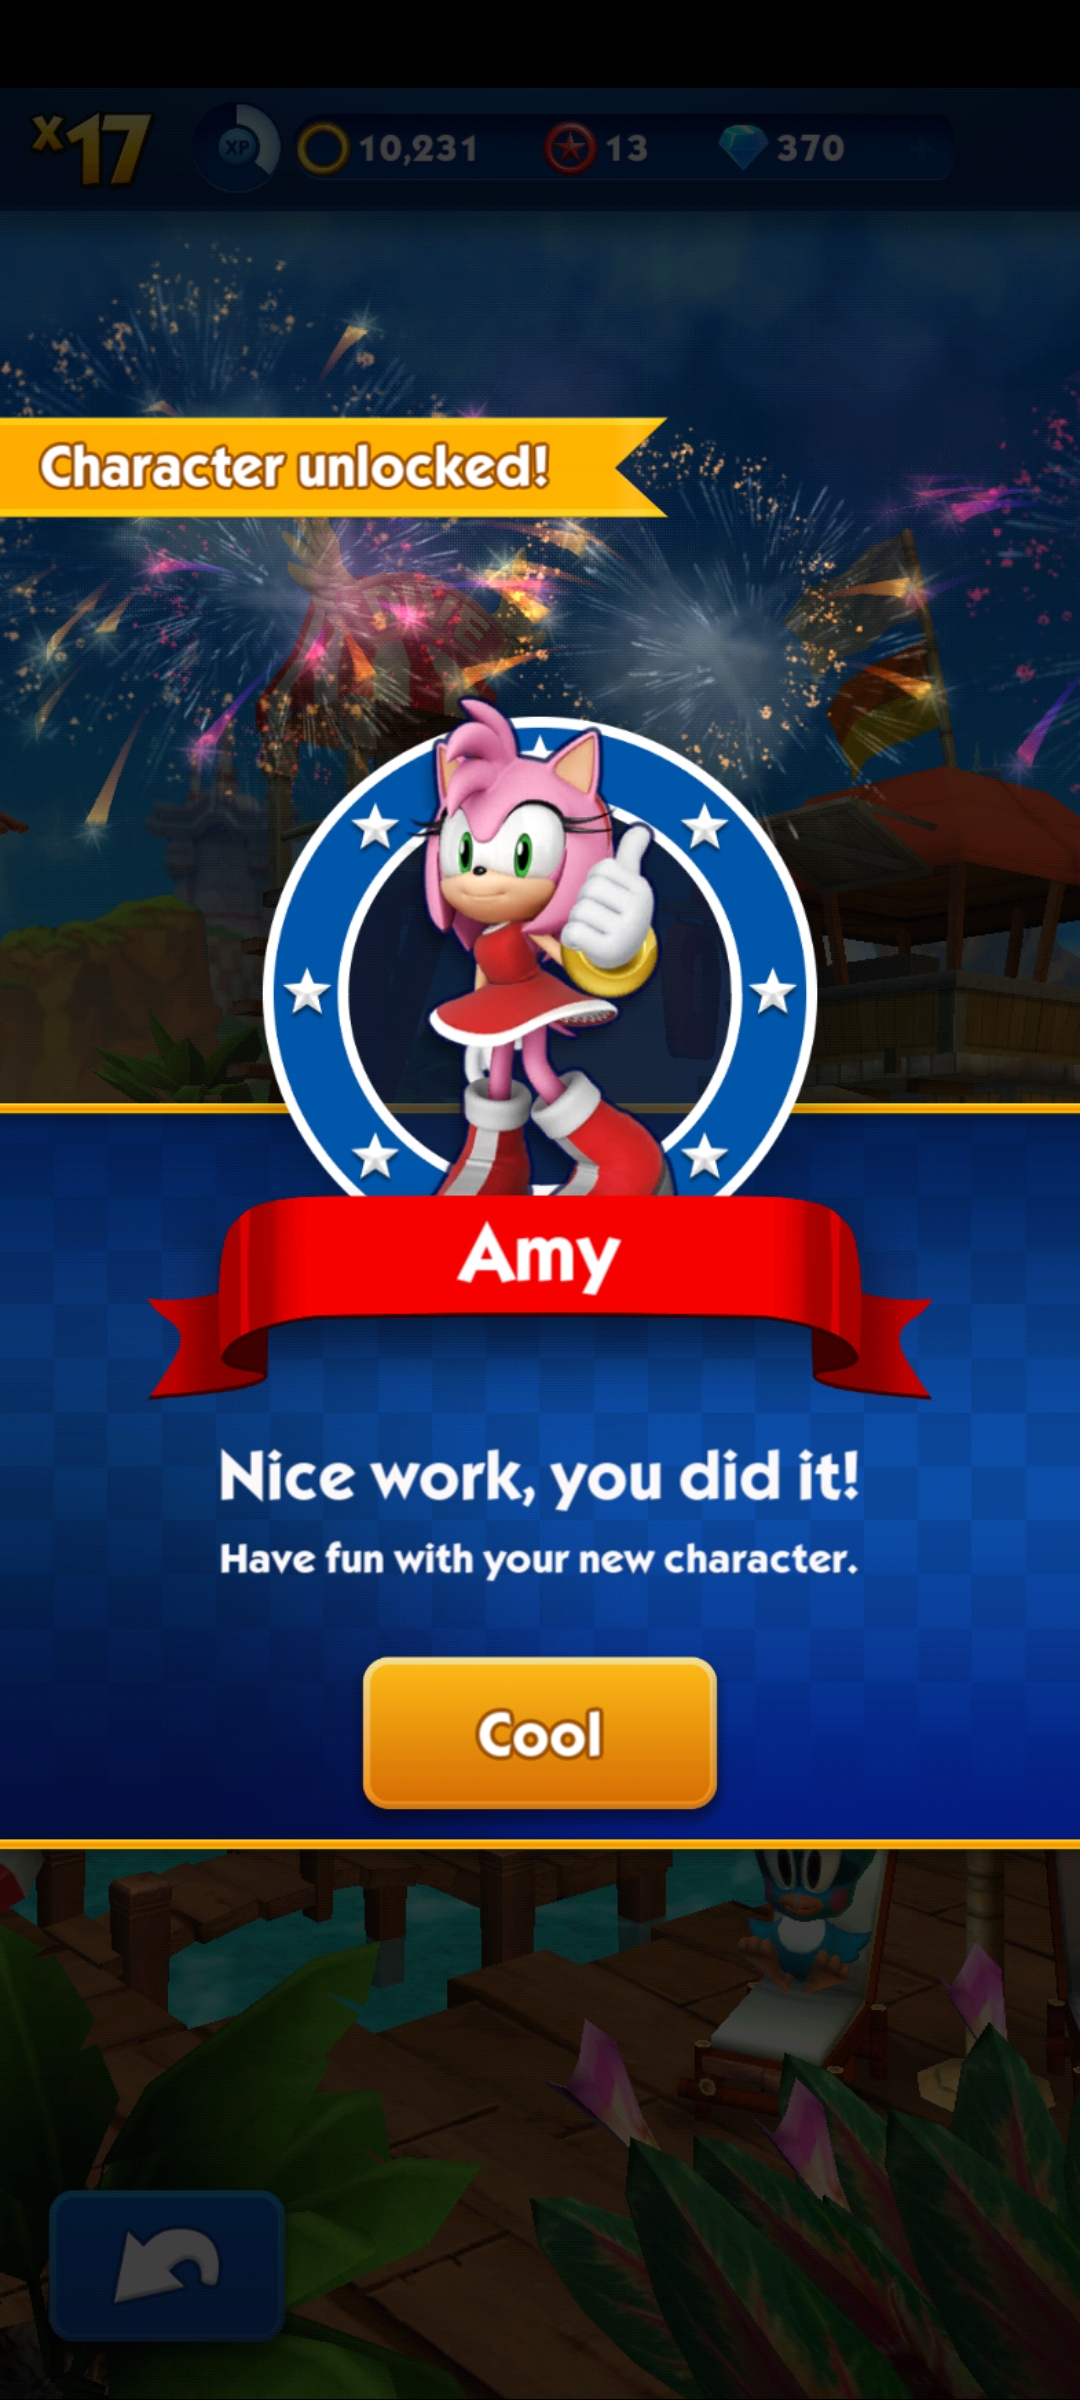 x17
XP
10,231
13
370
Character unlocked!
Amy
Nice work, you did it!
Have fun with your new character.
Cool